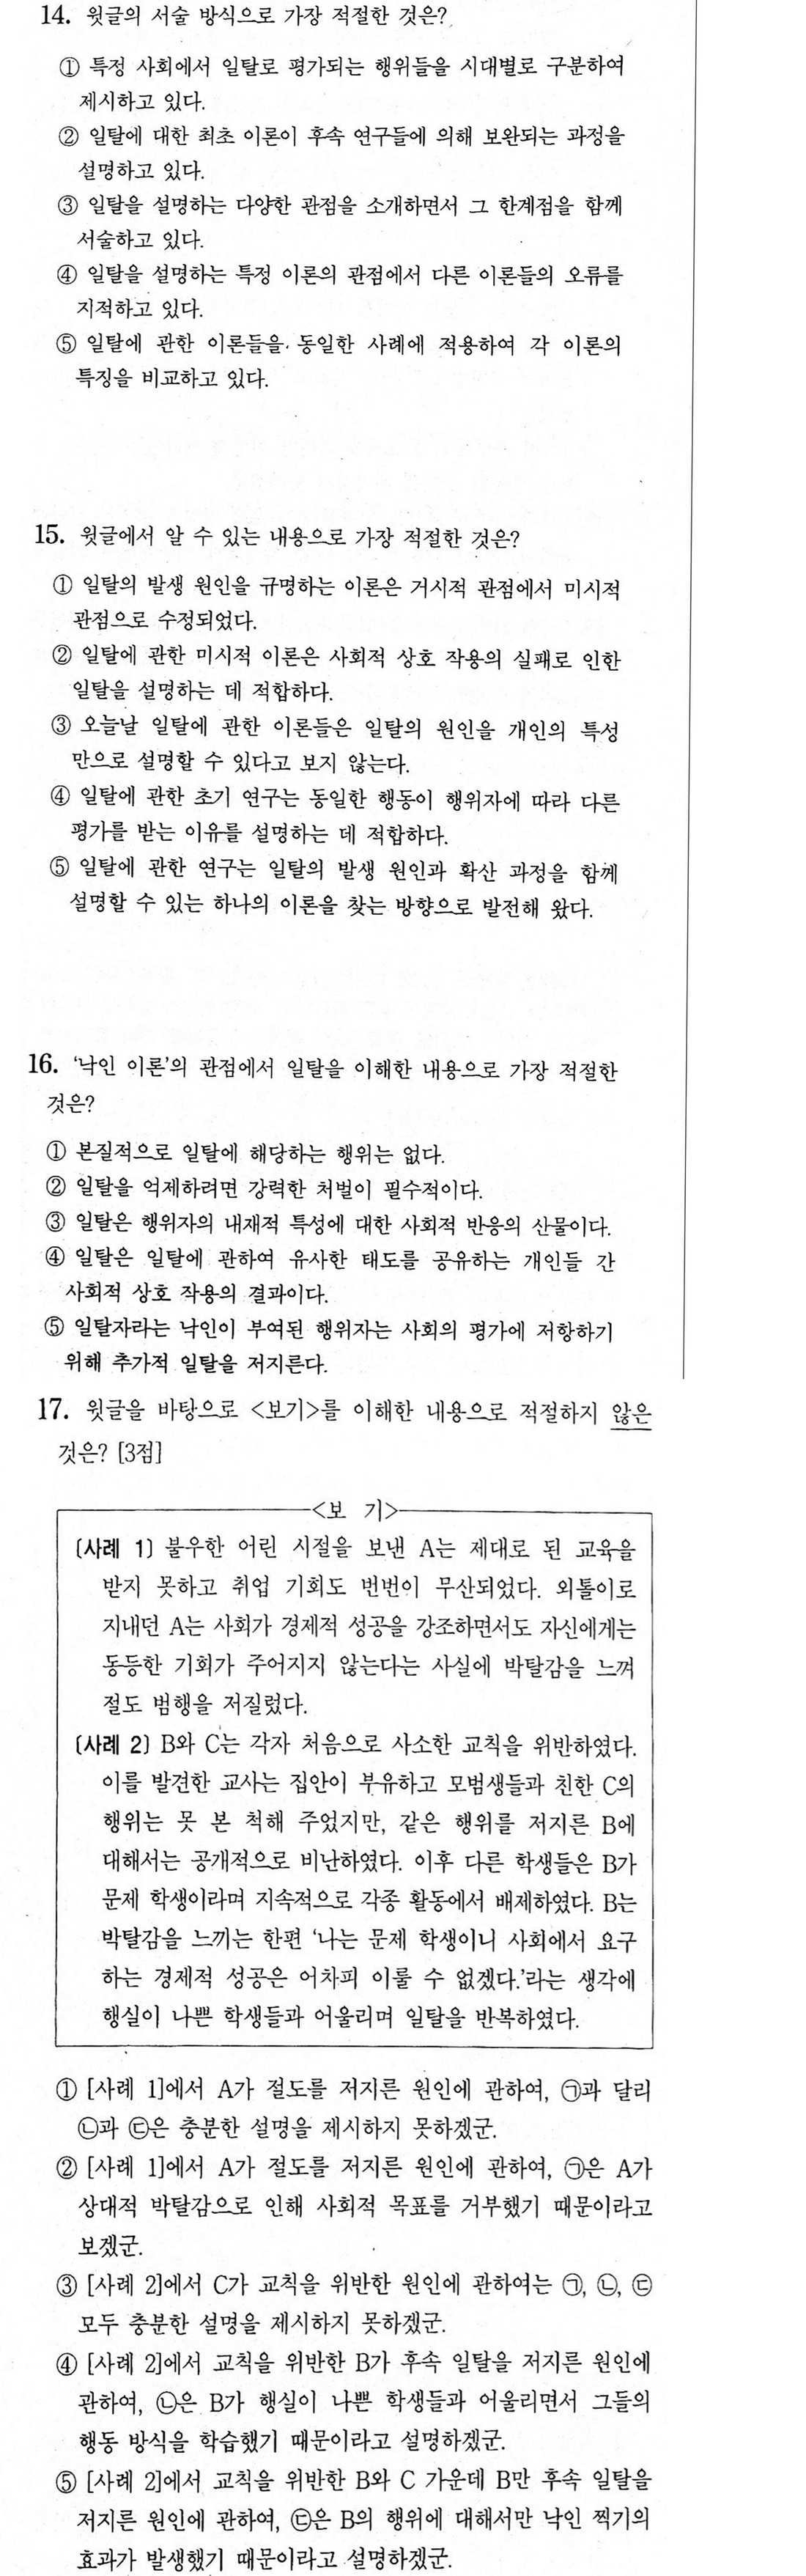 14. 윗글의 서술 방식으로 가장 적절한 것은?
① 특정 사회에서 일탈로 평가되는 행위들을 시대별로 구분하여
제시하고 있다.
② 일탈에 대한 최초 이론이 후속 연구들에 의해 보완되는 과정을
설명하고 있다.
③ 일탈을 설명하는 다양한 관점을 소개하면서 그 한계점을 함께
서술하고 있다.
④ 일탈을 설명하는 특정 이론의 관점에서 다른 이론들의 오류를
지적하고 있다.
⑤ 일탈에 관한 이론들을 동일한 사례에 적용하여 각 이론의
특징을 비교하고 있다.
15. 윗글에서 알 수 있는 내용으로 가장 적절한 것은?
① 일탈의 발생 원인을 규명하는 이론은 거시적 관점에서 미시적
관점으로 수정되었다.
② 일탈에 관한 미시적 이론은 사회적 상호 작용의 실패로 인한
일탈을 설명하는 데 적합하다.
③ 오늘날 일탈에 관한 이론들은 일탈의 원인을 개인의 특성
만으로 설명할 수 있다고 보지 않는다.
④ 일탈에 관한 초기 연구는 동일한 행동이 행위자에 따라 다른
평가를 받는 이유를 설명하는 데 적합하다.
⑤ 일탈에 관한 연구는 일탈의 발생 원인과 확산 과정을 함께
설명할 수 있는 하나의 이론을 찾는 방향으로 발전해 왔다.
16. ‘낙인 이론’의 관점에서 일탈을 이해한 내용으로 가장 적절한
것은?
① 본질적으로 일탈에 해당하는 행위는 없다.
② 일탈을 억제하려면 강력한 처벌이 필수적이다.
③ 일탈은 행위자의 내재적 특성에 대한 사회적 반응의 산물이다.
④ 일탈은 일탈에 관하여 유사한 태도를 공유하는 개인들 간
사회적 상호 작용의 결과이다.
⑤ 일탈자라는 낙인이 부여된 행위자는 사회의 평가에 저항하기
위해 추가적 일탈을 저지른다.
17. 윗글을 바탕으로 <보기>를 이해한 내용으로 적절하지 않은
것은? [3점]
<보 기>
[사례 1] 불우한 어린 시절을 보낸 A는 제대로 된 교육을
받지 못하고 취업 기회도 번번이 무산되었다. 외톨이로
지내던 A는 사회가 경제적 성공을 강조하면서도 자신에게는
동등한 기회가 주어지지 않는다는 사실에 박탈감을 느껴
절도 범행을 저질렀다.
[사례 2] B와 C는 각자 처음으로 사소한 교칙을 위반하였다.
이를 발견한 교사는 집안이 부유하고 모범생들과 친한 C의
행위는 못 본 척해 주었지만, 같은 행위를 저지른 B에
대해서는 공개적으로 비난하였다. 이후 다른 학생들은 B가
문제 학생이라며 지속적으로 각종 활동에서 배제하였다. B는
박탈감을 느끼는 한편 ‘나는 문제 학생이니 사회에서 요구
하는 경제적 성공은 어차피 이룰 수 없겠다.’라는 생각에
행실이 나쁜 학생들과 어울리며 일탈을 반복하였다.
① [사례 1]에서 A가 절도를 저지른 원인에 관하여, ㉠과 달리
㉡과 ㉢은 충분한 설명을 제시하지 못하겠군.
② [사례 1]에서 A가 절도를 저지른 원인에 관하여, ㉠은 A가
상대적 박탈감으로 인해 사회적 목표를 거부했기 때문이라고
보겠군.
③ [사례 2]에서 C가 교칙을 위반한 원인에 관하여는 ㉠, ㉡, ㉢
모두 충분한 설명을 제시하지 못하겠군.
④ [사례 2]에서 교칙을 위반한 B가 후속 일탈을 저지른 원인에
관하여, ㉡은 B가 행실이 나쁜 학생들과 어울리면서 그들의
행동 방식을 학습했기 때문이라고 설명하겠군.
⑤ [사례 2]에서 교칙을 위반한 B와 C 가운데 B만 후속 일탈을
저지른 원인에 관하여, ㉢은 B의 행위에 대해서만 낙인 찍기의
효과가 발생했기 때문이라고 설명하겠군.